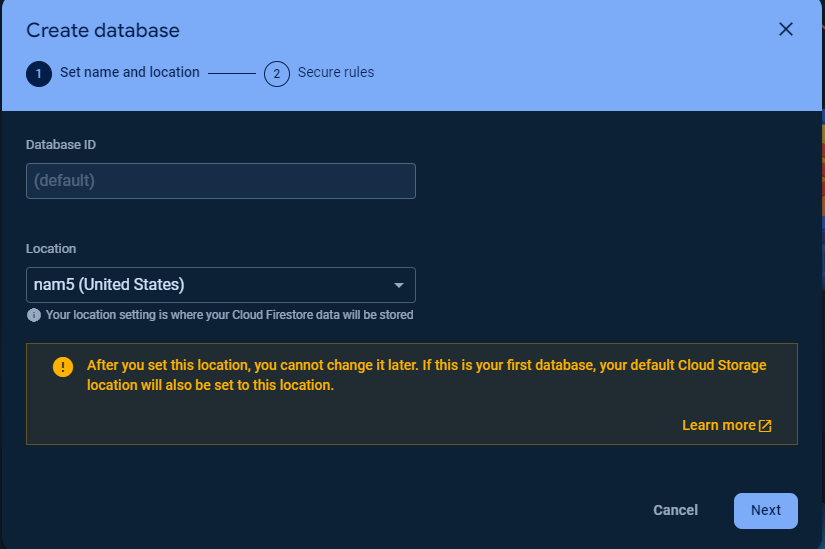 Create database
1 Set name and location 2 Secure rules
Database ID
(default)
Location
nam5 (United States)
Your location setting is where your Cloud Firestore data will be stored
After you set this location, you cannot change it later. If this is your first database, your default Cloud Storage
location will also be set to this location.
Learn more
Cancel Next